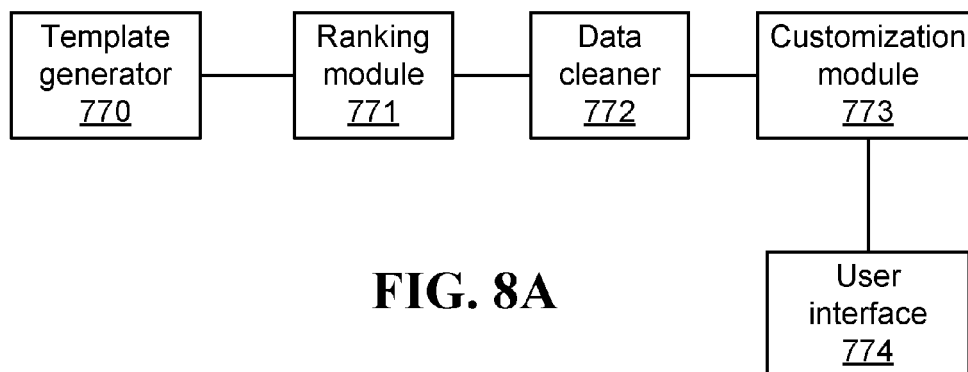 Template
generator
770
Ranking
module
771
Data
cleaner
772
Customization
module
773
User
interface
774
FIG. 8A